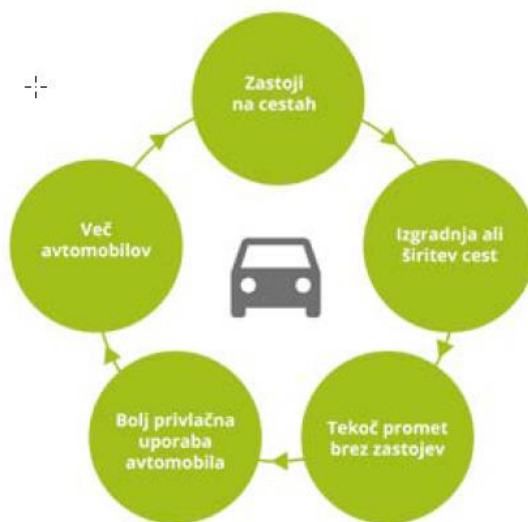 Zastoji
na cestah
Izgradnja ali
širitev cest
Tekoč promet
brez zastojev
Bolj privlačna
uporaba
avtomobila
Več
avtomobilov